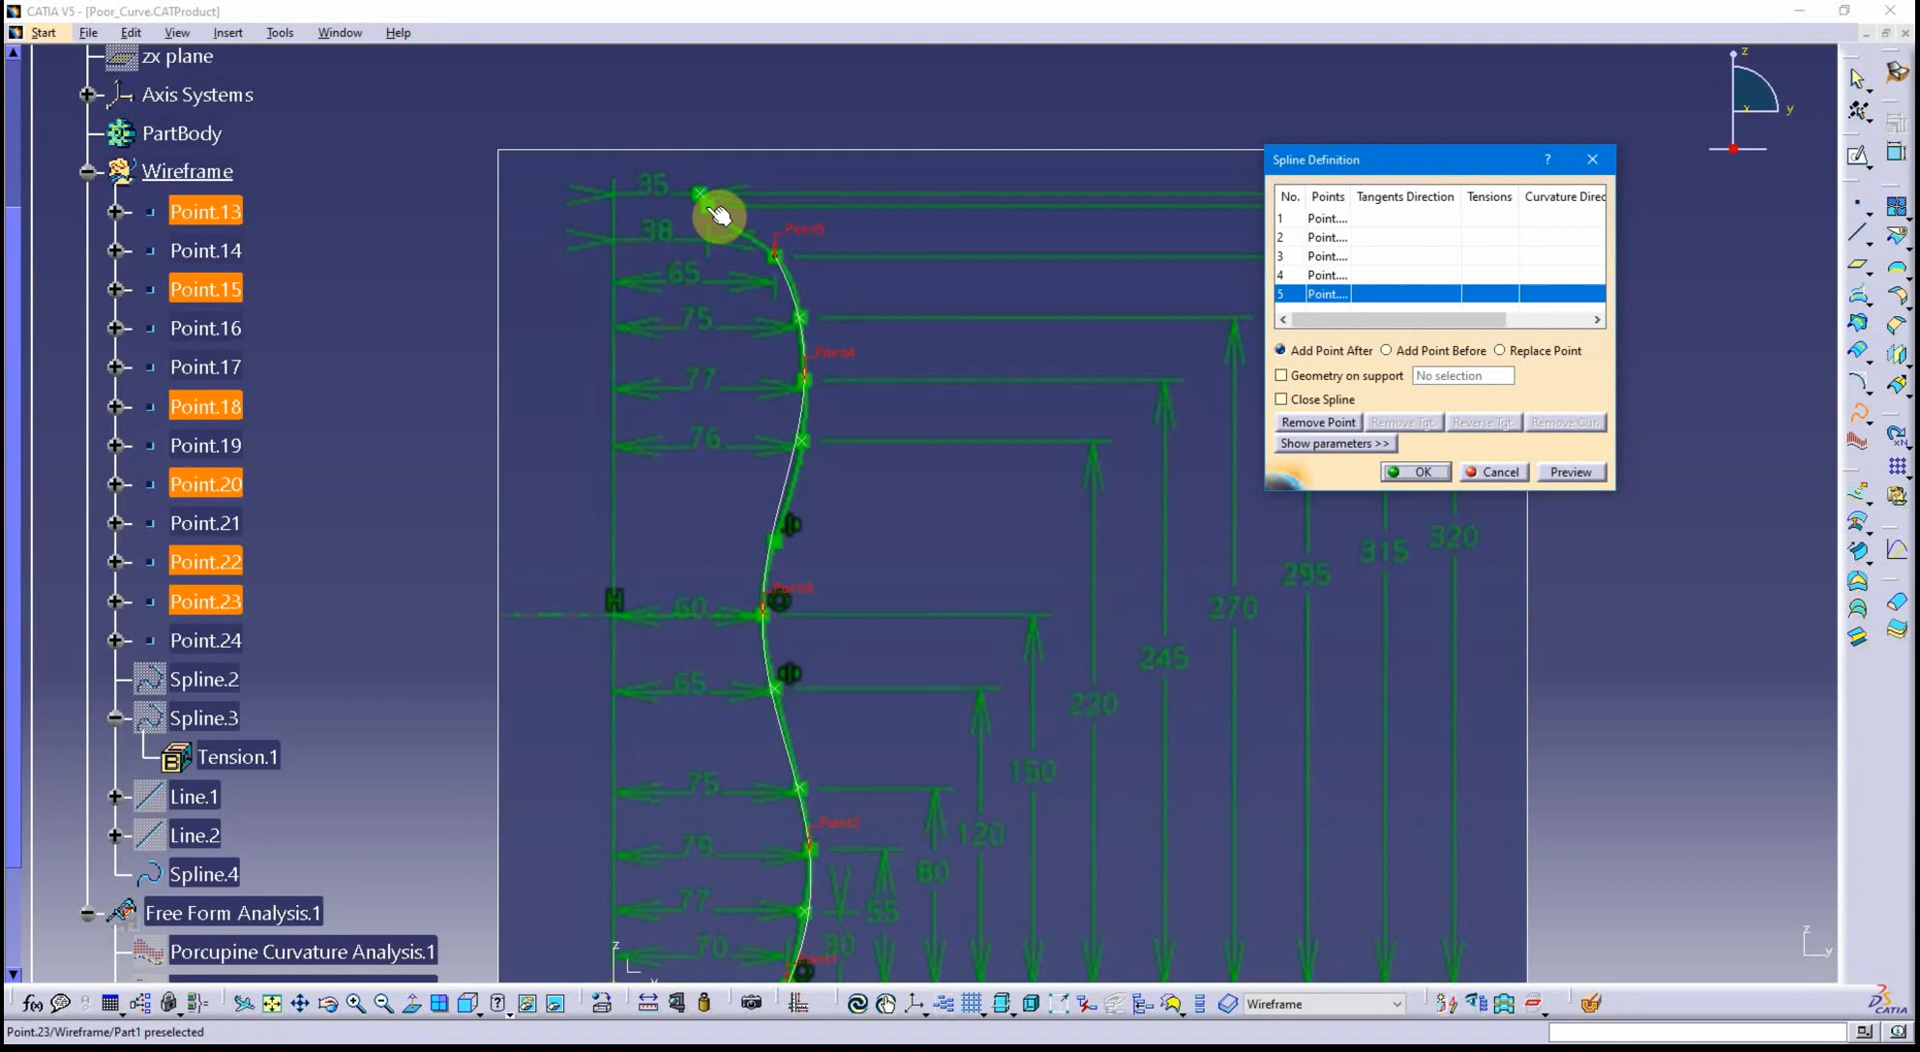 CATIA V5 - [Poor_Curve.CATProduct]
Start File Edit View Insert Tools Window Help
zx plane
Axis Systems
PartBody
Wireframe
Point.13
Point.14
Point.15
Point.16
Point.17
Point.18
Point.19
Point.20
Point.21
Point.22
Point.23
Point.24
Spline.2
Spline.3
Tension.1
Line.1
Line.2
Spline.4
Free Form Analysis.1
Porcupine Curvature Analysis.1
35
38
65
75
77
76
H
60
65
75
79
77
70
Point5
Point4
Point2
30
55
80
120
150
220
245
270
295
315
320
Spline Definition
No. Points Tangents Direction Tensions Curvature Direc
1 Point....
2 Point....
3 Point....
4 Point....
5 Point....
Add Point After Add Point Before Replace Point
Geometry on support No selection
Close Spline
Remove Point Remove Tgt. Reverse Tgt. Remove Cur.
Show parameters >>
OK Cancel Preview
z
x y
z
y
z
Wireframe
CATIA
Point.23/Wireframe/Part1 preselected